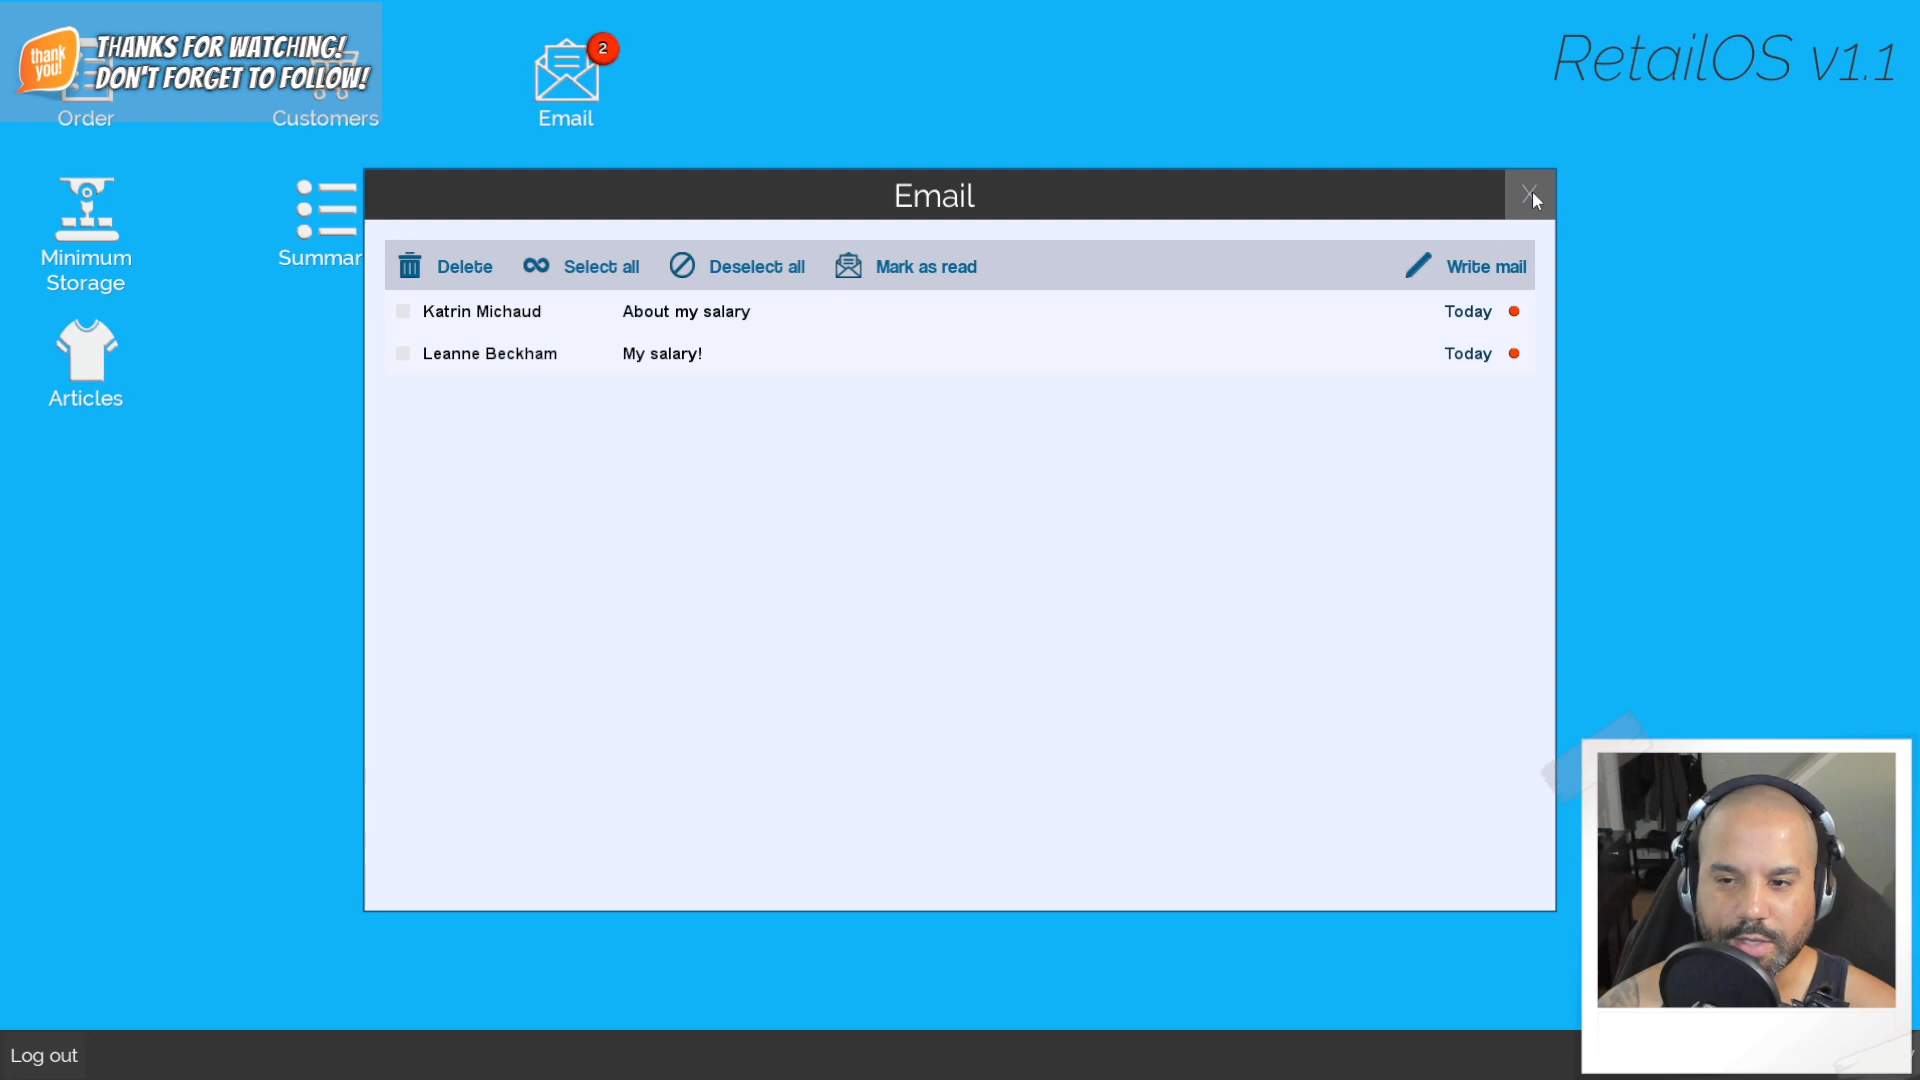 thank
you!
THANKS FOR WATCHING!
DON'T FORGET TO FOLLOW!
2
RetailOS v1.1
Order
Customers
Email
Email
X
Minimum
Storage
Summar
Delete
Select all
Deselect all
Mark as read
Write mail
Katrin Michaud
About my salary
Today
Leanne Beckham
My salary!
Today
Articles
Log out